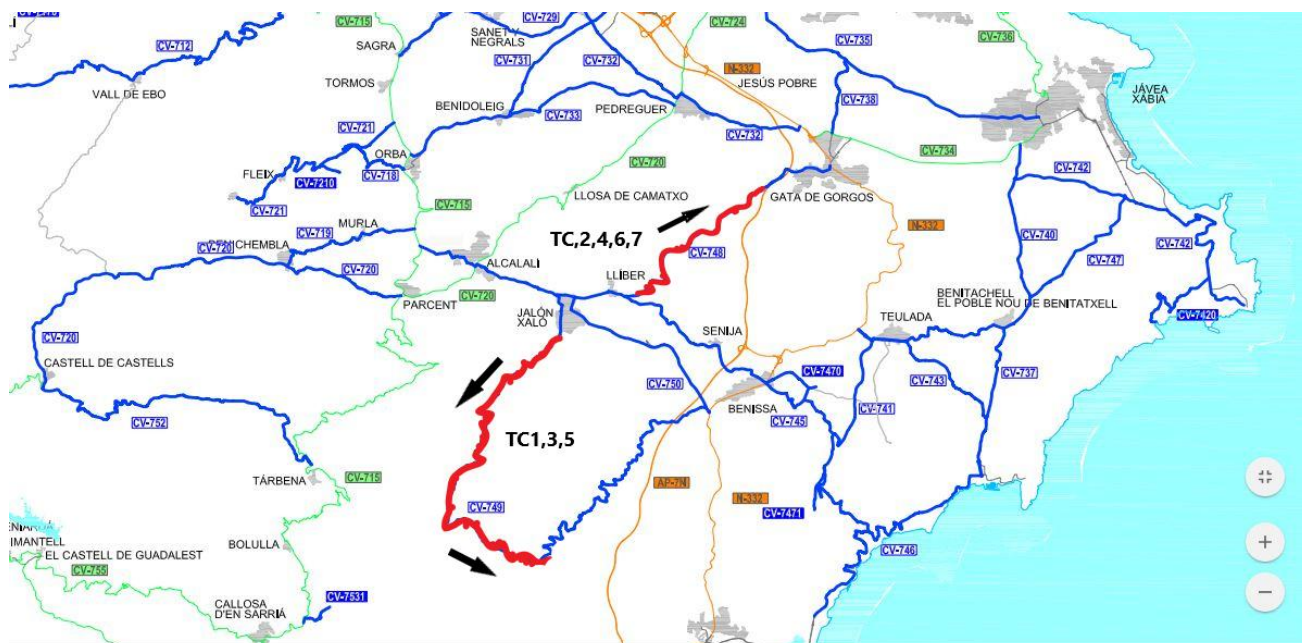 CV-715
CV-729
CV-724
CV-736
SANET Y
NEGRALS
CV-735
SAGRA
CV-712
CV-731
CV-732
N-332
VALL DE EBO
TORMOS
JESÚS POBRE
JÁVEA
XÀBIA
BENIDOLEIG
PEDREGUER
CV-738
CV-733
CV-721
CV-732
ORBA
CV-734
CV-720
CV-742
FLEIX
CV-7210
CV-718
LLOSA DE CAMATXO
GATA DE GORGOS
CV-721
CV-715
MURLA
N-332
CV-719
TC,2,4,6,7
CV-740
CV-742
CV-720
CV-748
CV-747
ALCALALI
CV-720
LLÍBER
CV-720
PARCENT
BENITACHELL
EL POBLE NOU DE BENITATXELL
JALÓN
XALÓ
TEULADA
CV-7420
SENIJA
CV-720
CASTELL DE CASTELLS
CV-737
CV-7470
CV-743
CV-750
BENISSA
CV-741
CV-752
CV-745
TC1,3,5
TÁRBENA
CV-715
AP-7N
N-332
CV-749
CV-7471
IMANTELL
BOLULLA
EL CASTELL DE GUADALEST
CV-746
CV-755
CV-7531
CALLOSA
D'EN SARRIÁ